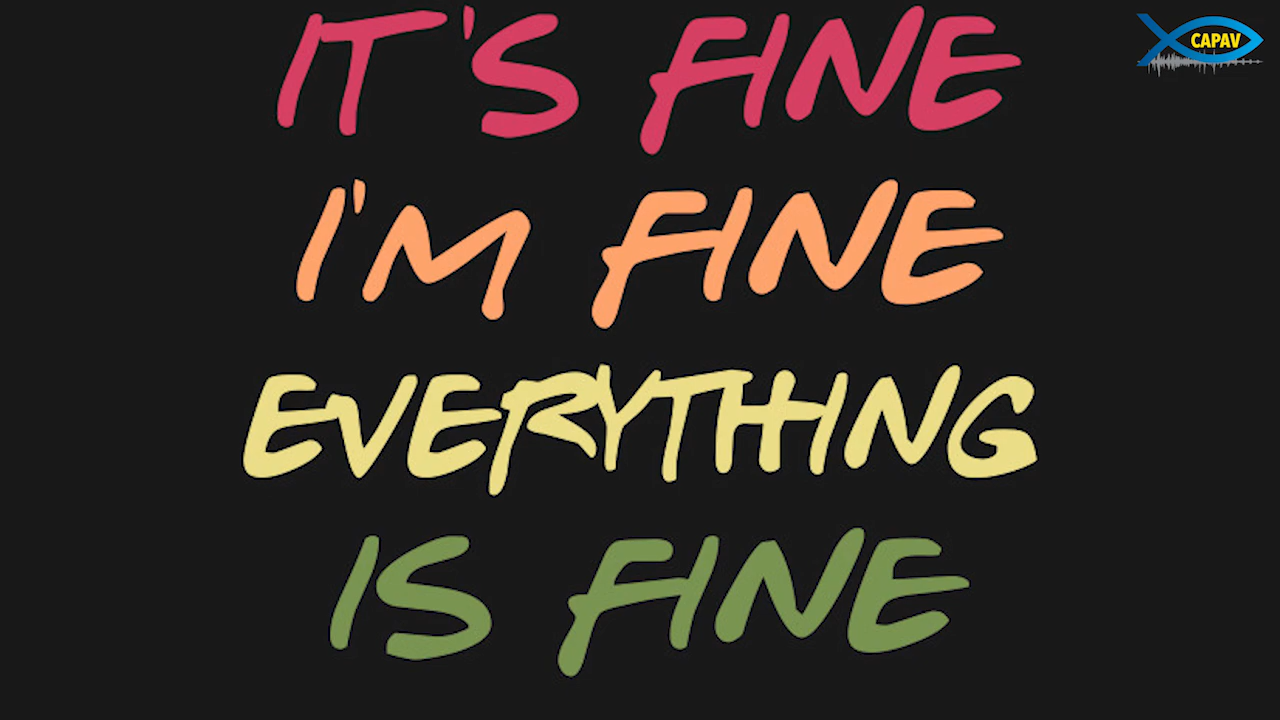 IT'S FINE
I'M FINE
EVERYTHING
IS FINE
CAPAV